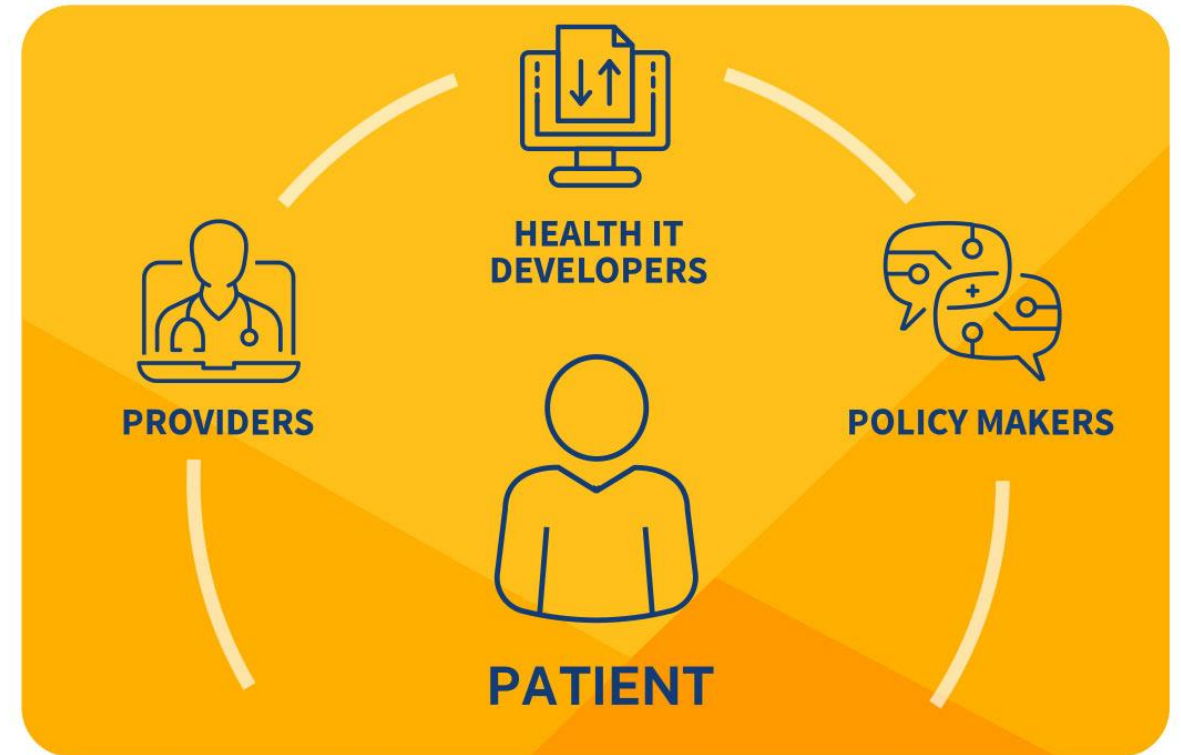 HEALTH IT
DEVELOPERS
PROVIDERS
POLICY MAKERS
PATIENT